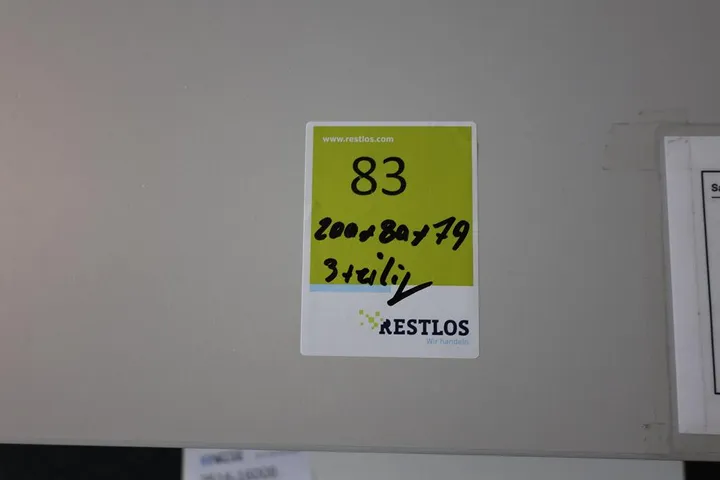 www.restlos.com
83
200x80x79
3teilig
RESTLOS
Wir handeln